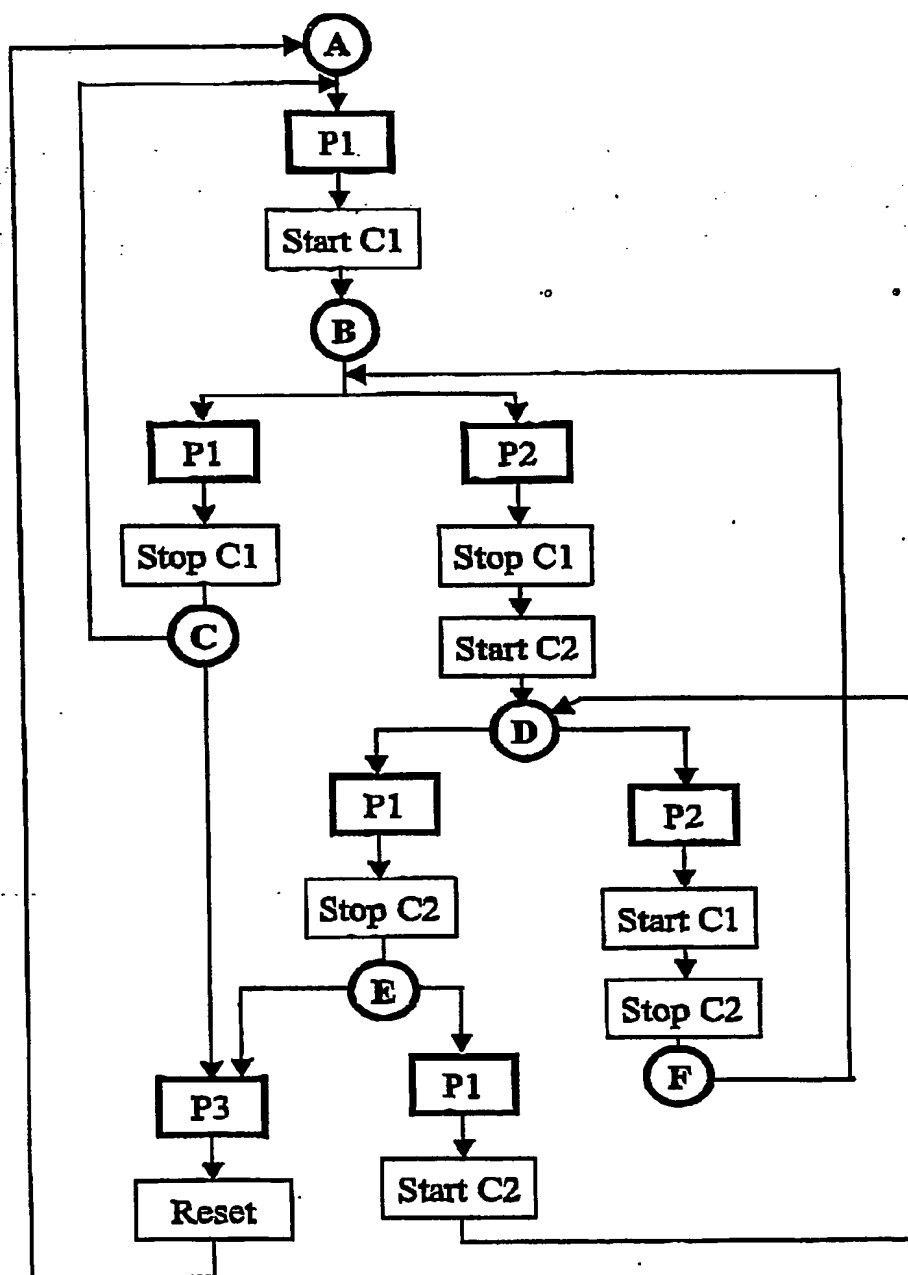 A
P1
Start C1
B
P1
P2
Stop C1
Stop C1
C
Start C2
D
P1
P2
Stop C2
Start C1
E
Stop C2
F
P3
P1
Reset
Start C2